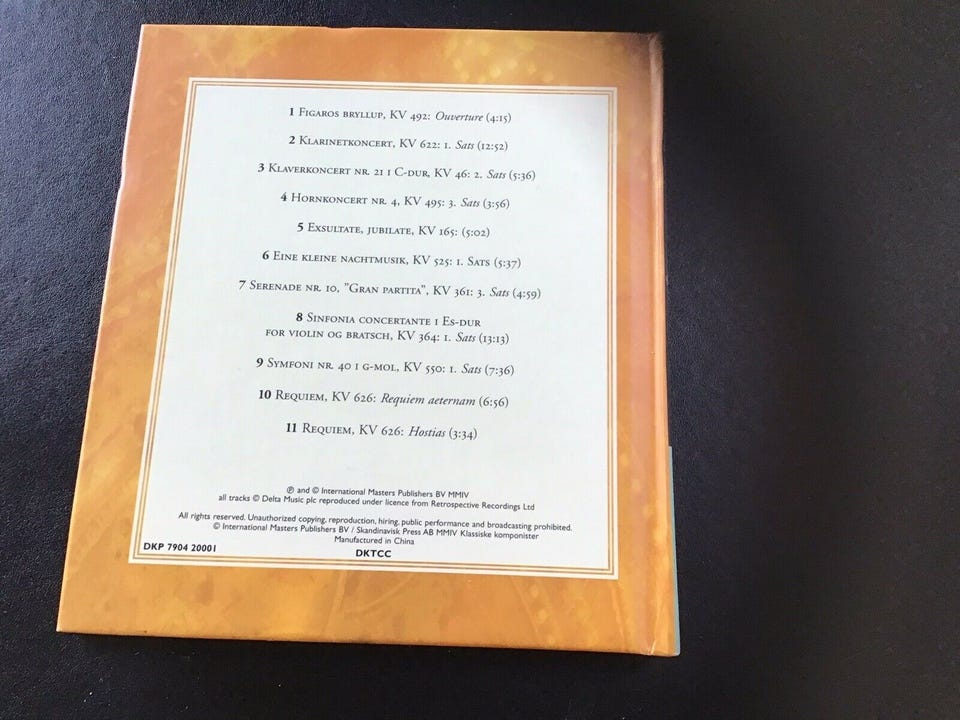 1 Figaros bryllup, KV 492: Ouverture (4:15)
2 Klarinetkoncert, KV 622: 1. Sats (12:52)
3 Klaverkoncert nr. 21 i C-dur, KV 46: 2. Sats (5:36)
4 Hornkoncert nr. 4, KV 495: 3. Sats (3:56)
5 Exsultate, jubilate, KV 165: (5:02)
6 Eine kleine nachtmusik, KV 525: 1. Sats (5:37)
7 Serenade nr. 10, "Gran partita", KV 361: 3. Sats (4:59)
8 Sinfonia concertante i Es-dur
for violin og bratsch, KV 364: 1. Sats (13:13)
9 Symfoni nr. 40 i g-mol, KV 550: 1. Sats (7:36)
10 Requiem, KV 626: Requiem aeternam (6:56)
11 Requiem, KV 626: Hostias (3:34)
℗ and © International Masters Publishers BV MMIV
all tracks © Delta Music plc reproduced under licence from Retrospective Recordings Ltd
All rights reserved. Unauthorized copying, reproduction, hiring, public performance and broadcasting prohibited.
© International Masters Publishers BV / Skandinavisk Press AB MMIV Klassiske komponister
Manufactured in China
DKP 7904 20001
DKTCC